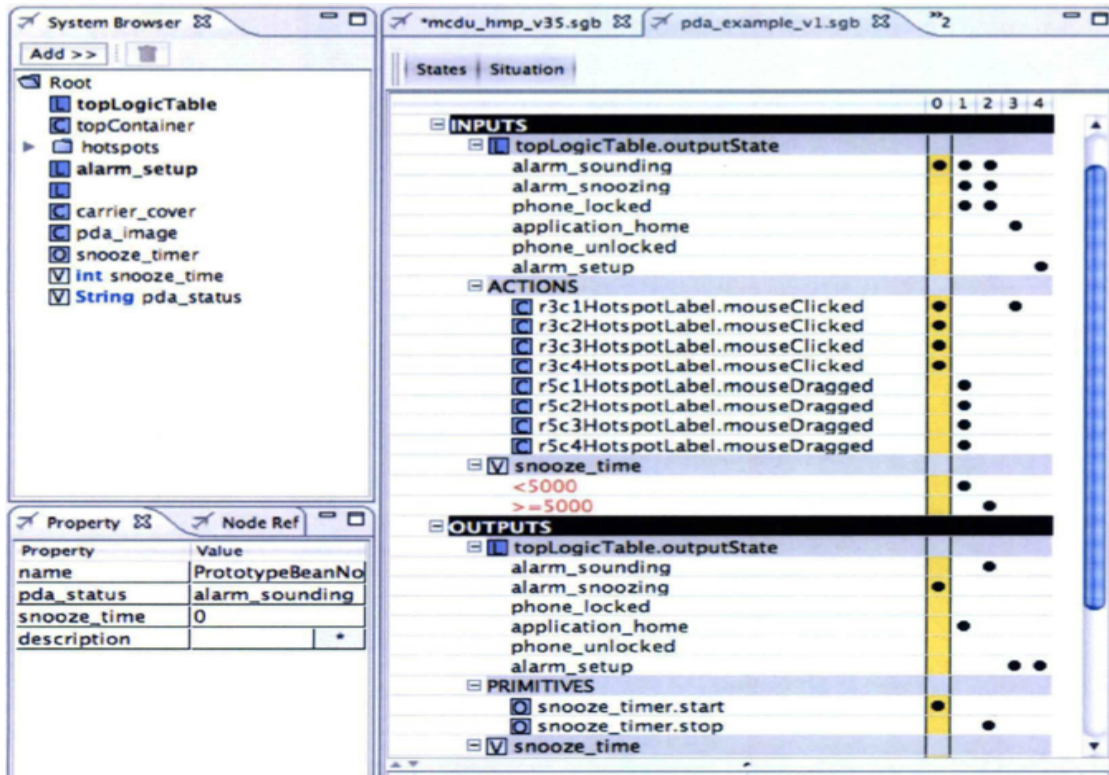 System Browser
Add >>
Root
topLogicTable
topContainer
hotspots
alarm_setup
carrier_cover
pda_image
snooze_timer
int snooze_time
String pda_status
Property Node Ref
Property Value
name PrototypeBeanNo
pda_status alarm_sounding
snooze_time 0
description *
*mcdu_hmp_v35.sgb pda_example_v1.sgb »2
States Situation
0 1 2 3 4
INPUTS
topLogicTable.outputState
alarm_sounding
alarm_snoozing
phone_locked
application_home
phone_unlocked
alarm_setup
ACTIONS
r3c1HotspotLabel.mouseClicked
r3c2HotspotLabel.mouseClicked
r3c3HotspotLabel.mouseClicked
r3c4HotspotLabel.mouseClicked
r5c1HotspotLabel.mouseDragged
r5c2HotspotLabel.mouseDragged
r5c3HotspotLabel.mouseDragged
r5c4HotspotLabel.mouseDragged
snooze_time
<5000
>=5000
OUTPUTS
topLogicTable.outputState
alarm_sounding
alarm_snoozing
phone_locked
application_home
phone_unlocked
alarm_setup
PRIMITIVES
snooze_timer.start
snooze_timer.stop
snooze_time